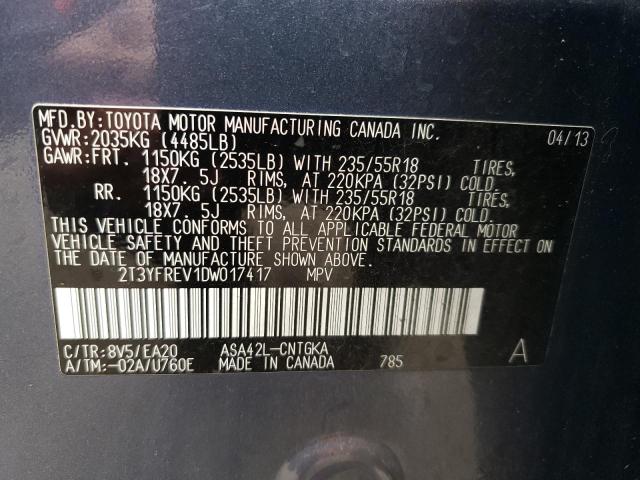 MFD.BY:TOYOTA MOTOR MANUFACTURING CANADA INC. 04/13
GVWR:2035KG (4485LB)
GAWR:FRT. 1150KG (2535LB) WITH 235/55R18 TIRES,
18X7. 5J RIMS, AT 220KPA (32PSI) COLD.
RR. 1150KG (2535LB) WITH 235/55R18 TIRES,
18X7. 5J RIMS, AT 220KPA (32PSI) COLD.
THIS VEHICLE CONFORMS TO ALL APPLICABLE FEDERAL MOTOR
VEHICLE SAFETY AND THEFT PREVENTION STANDARDS IN EFFECT ON
THE DATE OF MANUFACTURE SHOWN ABOVE.
2T3YFREV1DW017417 MPV
C/TR:8V5/EA20 ASA42L-CNTGKA A
A/TM:-02A/U760E MADE IN CANADA 785